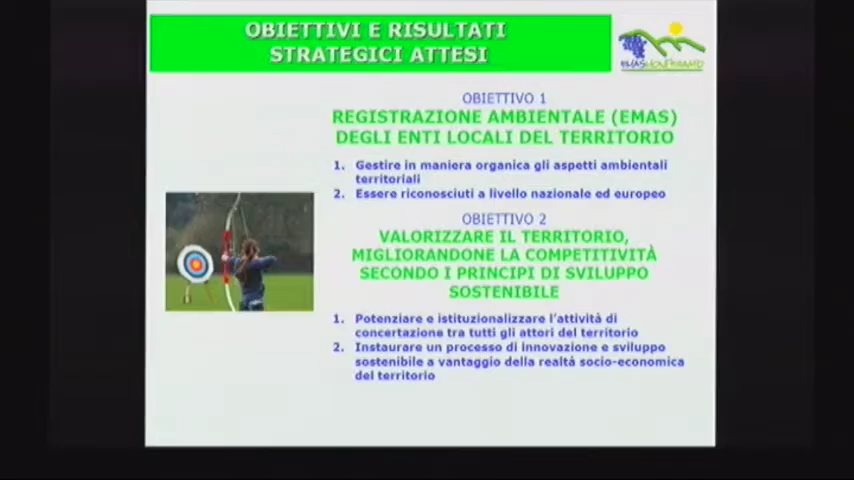 OBIETTIVI E RISULTATI
STRATEGICI ATTESI
EMASMONFERRATO
OBIETTIVO 1
REGISTRAZIONE AMBIENTALE (EMAS)
DEGLI ENTI LOCALI DEL TERRITORIO
1. Gestire in maniera organica gli aspetti ambientali
territoriali
2. Essere riconosciuti a livello nazionale ed europeo
OBIETTIVO 2
VALORIZZARE IL TERRITORIO,
MIGLIORANDONE LA COMPETITIVITÀ
SECONDO I PRINCIPI DI SVILUPPO
SOSTENIBILE
1. Potenziare e istituzionalizzare l'attività di
concertazione tra tutti gli attori del territorio
2. Instaurare un processo di innovazione e sviluppo
sostenibile a vantaggio della realtà socio-economica
del territorio